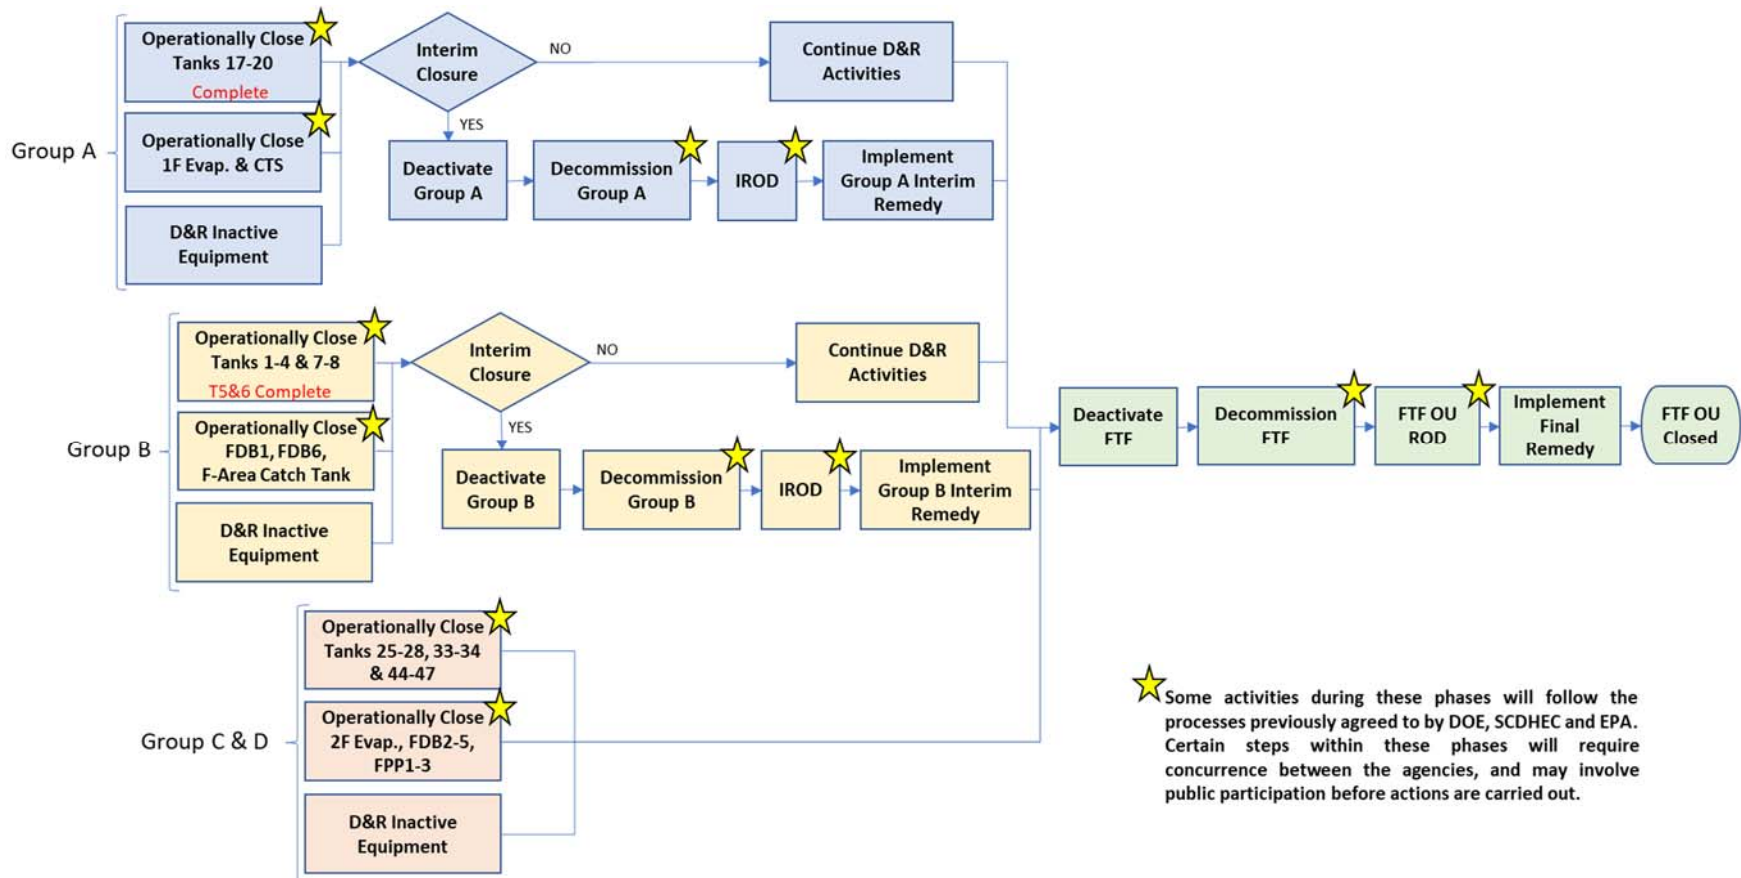 Group A
Operationally Close
Tanks 17-20
Complete
Operationally Close
1F Evap. & CTS
D&R Inactive
Equipment
Interim
Closure
NO
Continue D&R
Activities
YES
Deactivate
Group A
Decommission
Group A
IROD
Implement
Group A Interim
Remedy
Group B
Operationally Close
Tanks 1-4 & 7-8
T5&6 Complete
Operationally Close
FDB1, FDB6,
F-Area Catch Tank
D&R Inactive
Equipment
Interim
Closure
NO
Continue D&R
Activities
YES
Deactivate
Group B
Decommission
Group B
IROD
Implement
Group B Interim
Remedy
Group C & D
Operationally Close
Tanks 25-28, 33-34
& 44-47
Operationally Close
2F Evap., FDB2-5,
FPP1-3
D&R Inactive
Equipment
Deactivate
FTF
Decommission
FTF
FTF OU
ROD
Implement
Final
Remedy
FTF OU
Closed
Some activities during these phases will follow the
processes previously agreed to by DOE, SCDHEC and EPA.
Certain steps within these phases will require
concurrence between the agencies, and may involve
public participation before actions are carried out.